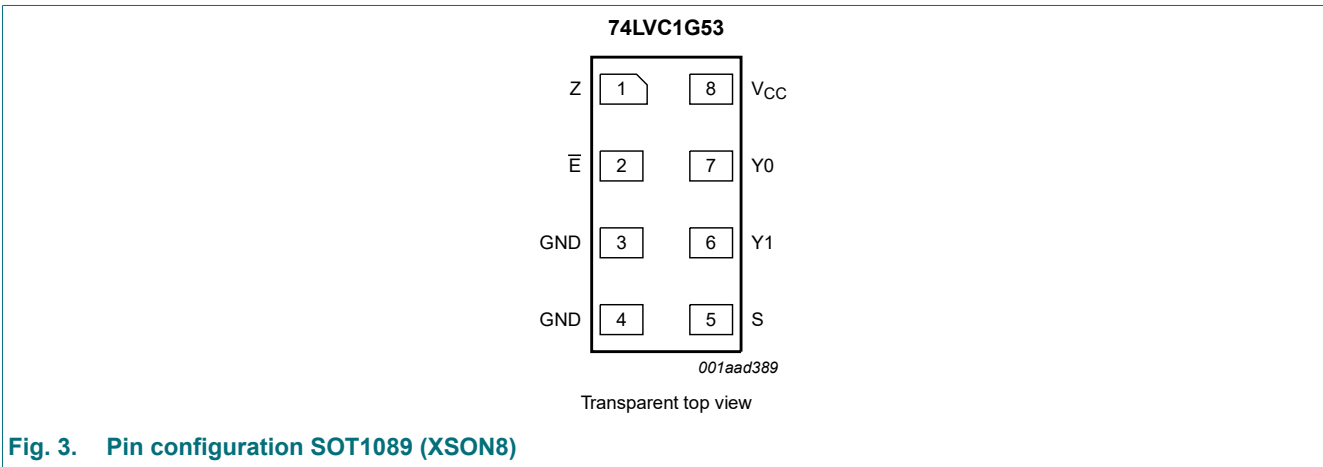 74LVC1G53
Z 1 8 VCC
E̅ 2 7 Y0
GND 3 6 Y1
GND 4 5 S
001aad389
Transparent top view
Fig. 3. Pin configuration SOT1089 (XSON8)